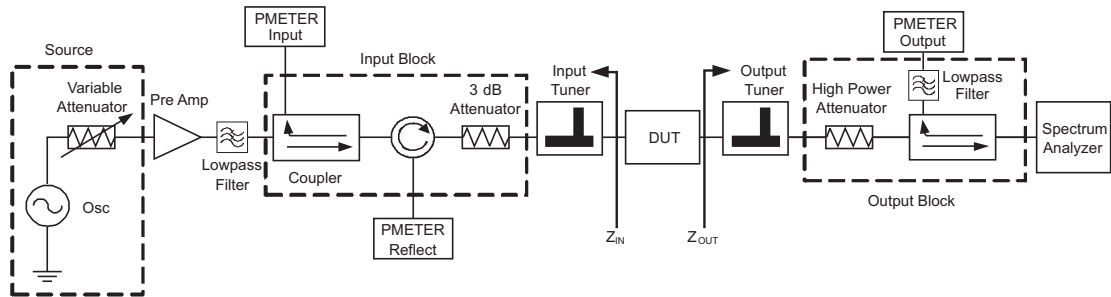 PMETER
Input
PMETER
Output
Source
Input Block
Variable
Attenuator
Pre Amp
3 dB
Attenuator
Input
Tuner
Output
Tuner
High Power
Attenuator
Lowpass
Filter
DUT
Spectrum
Analyzer
Lowpass
Filter
Coupler
Osc
PMETER
Reflect
Z_IN
Z_OUT
Output Block